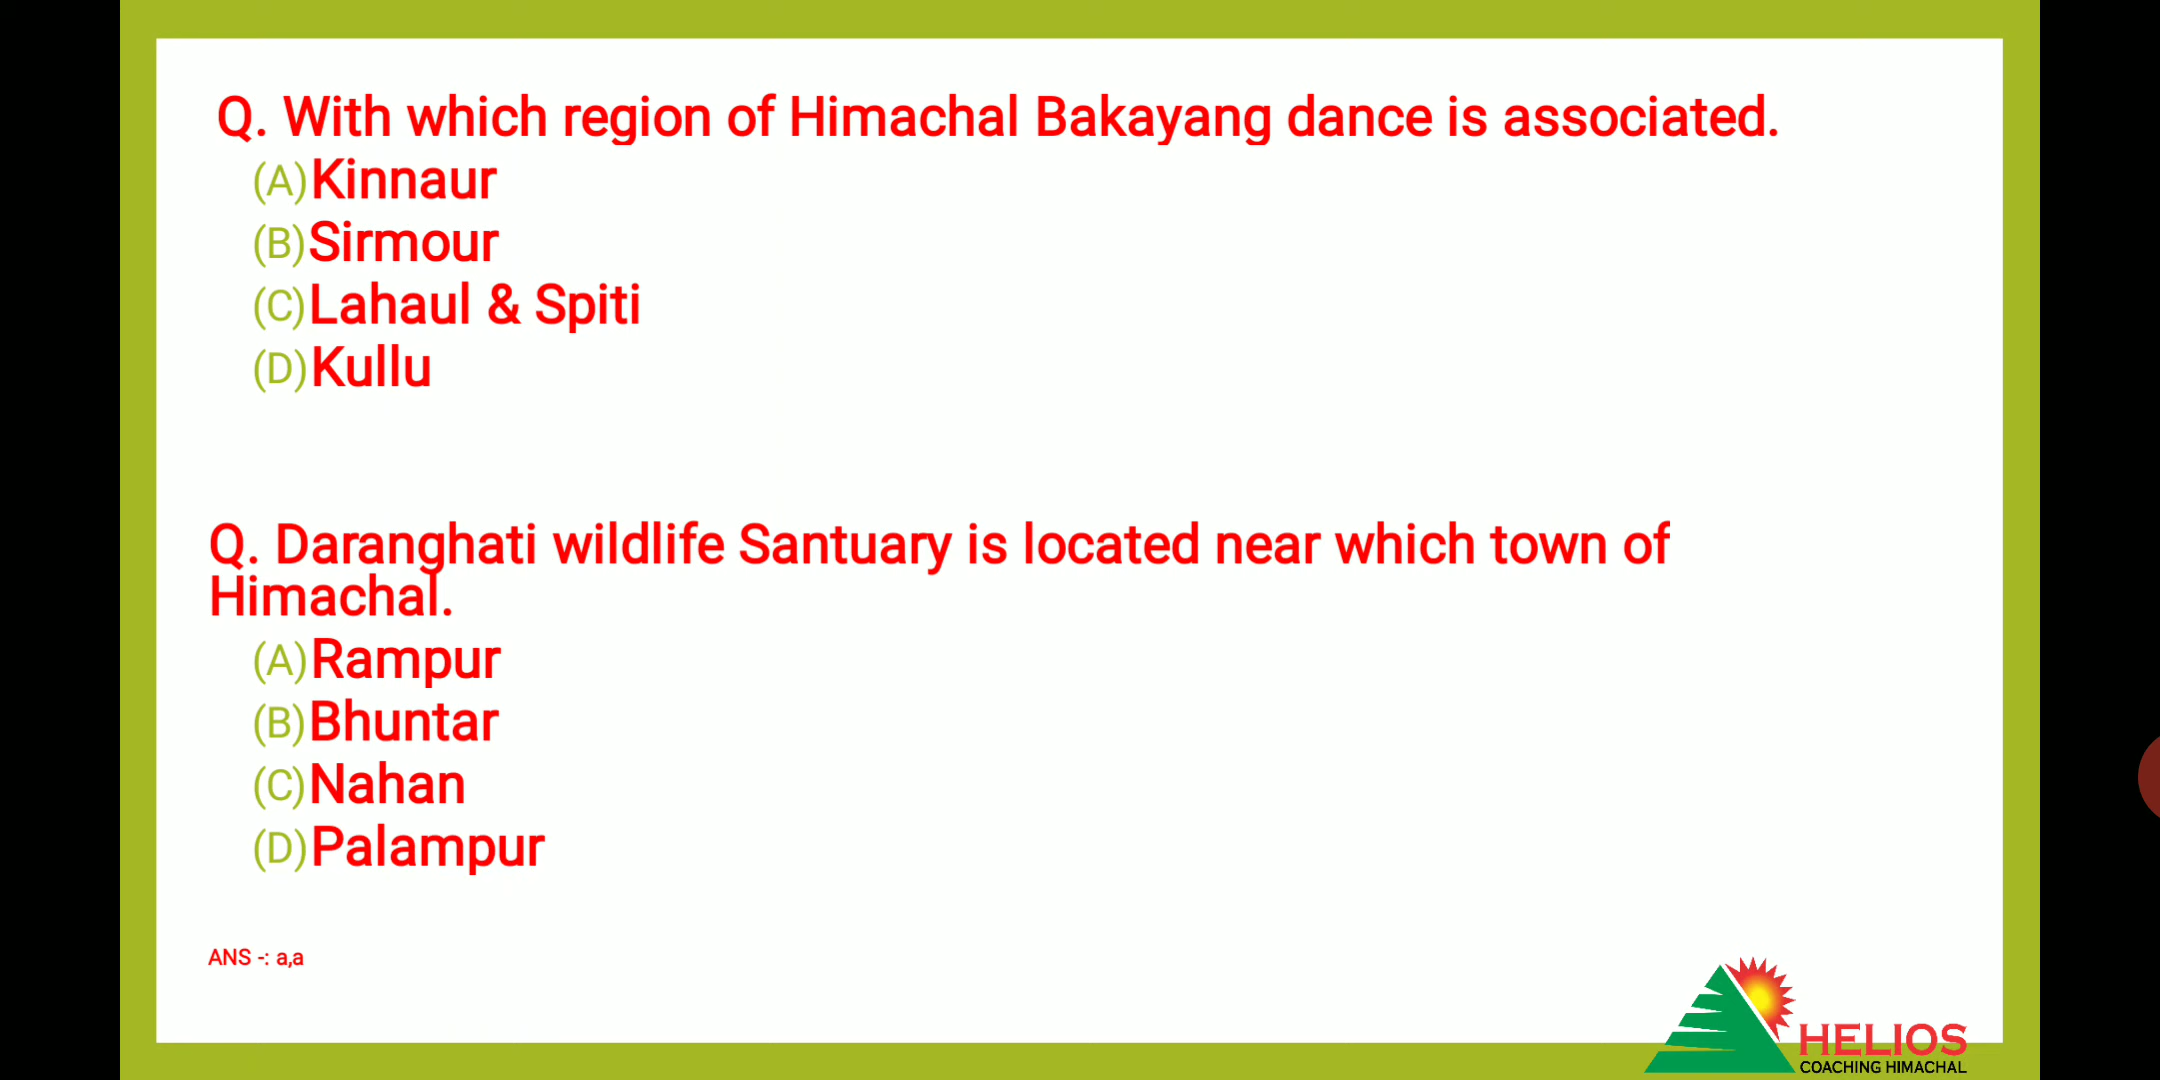 Q. With which region of Himachal Bakayang dance is associated.
(A)Kinnaur
(B)Sirmour
(C)Lahaul & Spiti
(D)Kullu
Q. Daranghati wildlife Santuary is located near which town of
Himachal.
(A)Rampur
(B)Bhuntar
(C)Nahan
(D)Palampur
ANS -: a,a
HELIOS
COACHING HIMACHAL